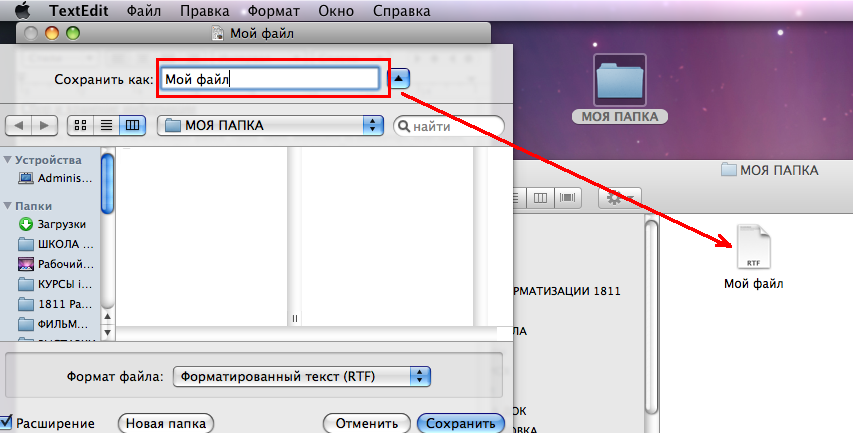 TextEdit Файл Правка Формат Окно Справка
Мой файл
Сохранить как: Мой файл
МОЯ ПАПКА
МОЯ ПАПКА
найти
Устройства
Adminis...
Папки
Загрузки
ШКОЛА ...
Рабочий...
КУРСЫ i...
1811 Ра...
ФИЛЬМ...
МОЯ ПАПКА
RTF
Мой файл
РМАТИЗАЦИИ 1811
ЛА
ОК
ОВКА
Формат файла: Форматированный текст (RTF)
Расширение Новая папка Отменить Сохранить